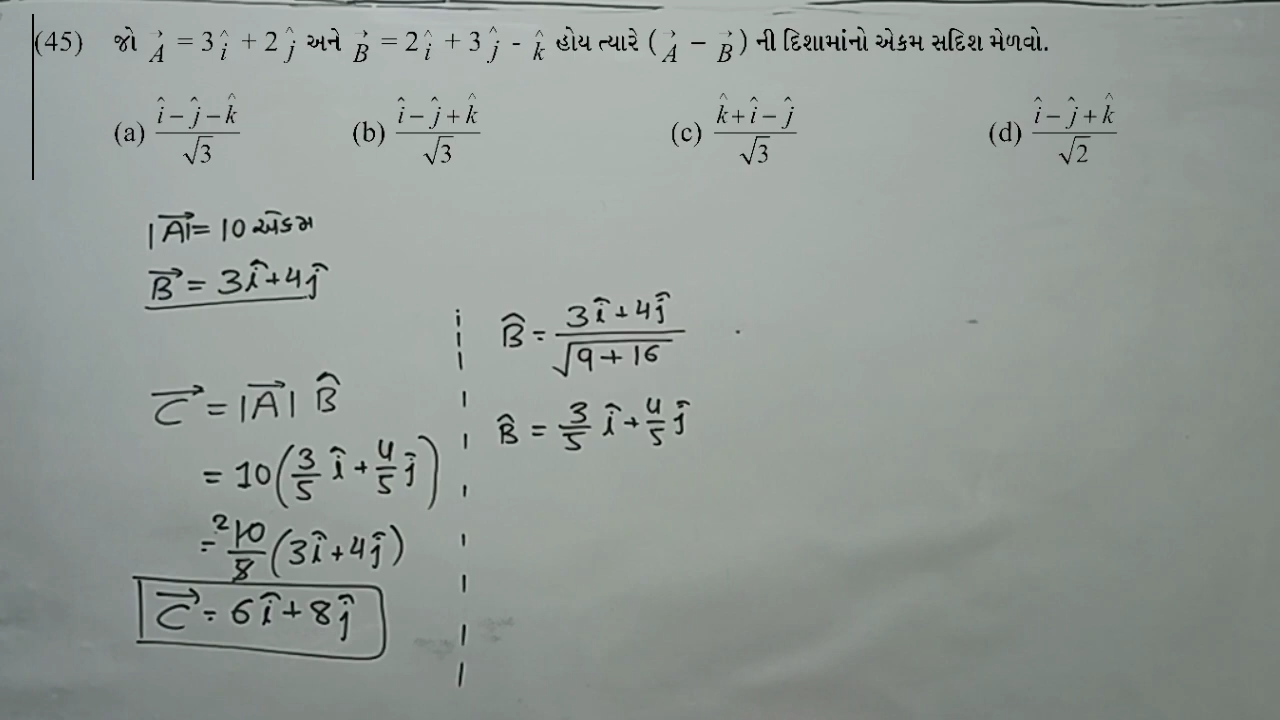 (45) જો A⃗ = 3î + 2ĵ અને B⃗ = 2î + 3ĵ - k̂ હોય ત્યારે (A⃗ − B⃗) ની દિશામાંનો એકમ સદિશ મેળવો.
(a) (î − ĵ − k̂)/√3 (b) (î − ĵ + k̂)/√3 (c) (k̂ + î − ĵ)/√3 (d) (î − ĵ + k̂)/√2
|A⃗| = 10 એકમ
B⃗ = 3î + 4ĵ
C⃗ = |A⃗| B̂
= 10(3/5 î + 4/5 ĵ)
= ² 10/5 (3î + 4ĵ)
C⃗ = 6î + 8ĵ
B̂ = (3î + 4ĵ)/√(9 + 16)
B̂ = 3/5 î + 4/5 ĵ